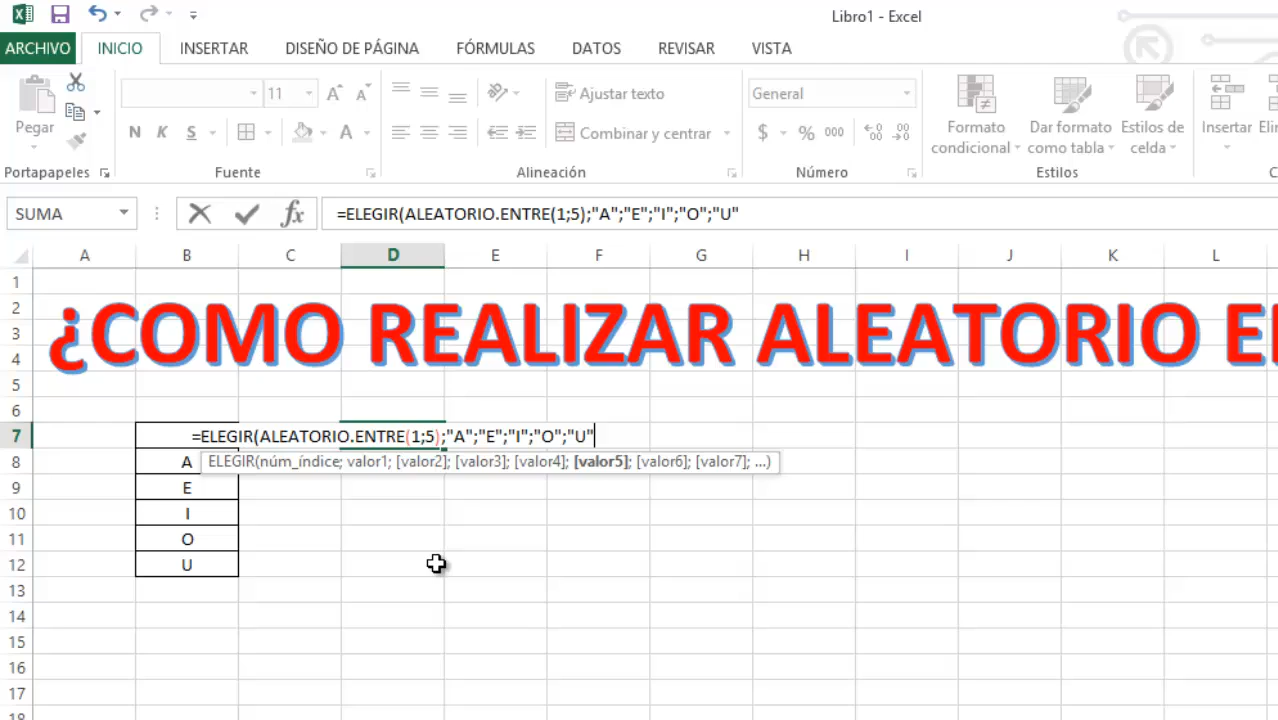 Libro1 - Excel
ARCHIVO INICIO INSERTAR DISEÑO DE PÁGINA FÓRMULAS DATOS REVISAR VISTA
11 A A Ajustar texto General
Pegar N K S A Combinar y centrar $ % 000 Formato condicional Dar formato como tabla Estilos de celda Insertar
Portapapeles Fuente Alineación Número Estilos
SUMA fx =ELEGIR(ALEATORIO.ENTRE(1;5);"A";"E";"I";"O";"U"
A B C D E F G H I J K L
1
2
3 ¿COMO REALIZAR ALEATORIO
4
5
6
7 =ELEGIR(ALEATORIO.ENTRE(1;5);"A";"E";"I";"O";"U"
8 A ELEGIR(núm_índice; valor1; [valor2]; [valor3]; [valor4]; [valor5]; [valor6]; [valor7]; ...)
9 E
10 I
11 O
12 U
13
14
15
16
17
18